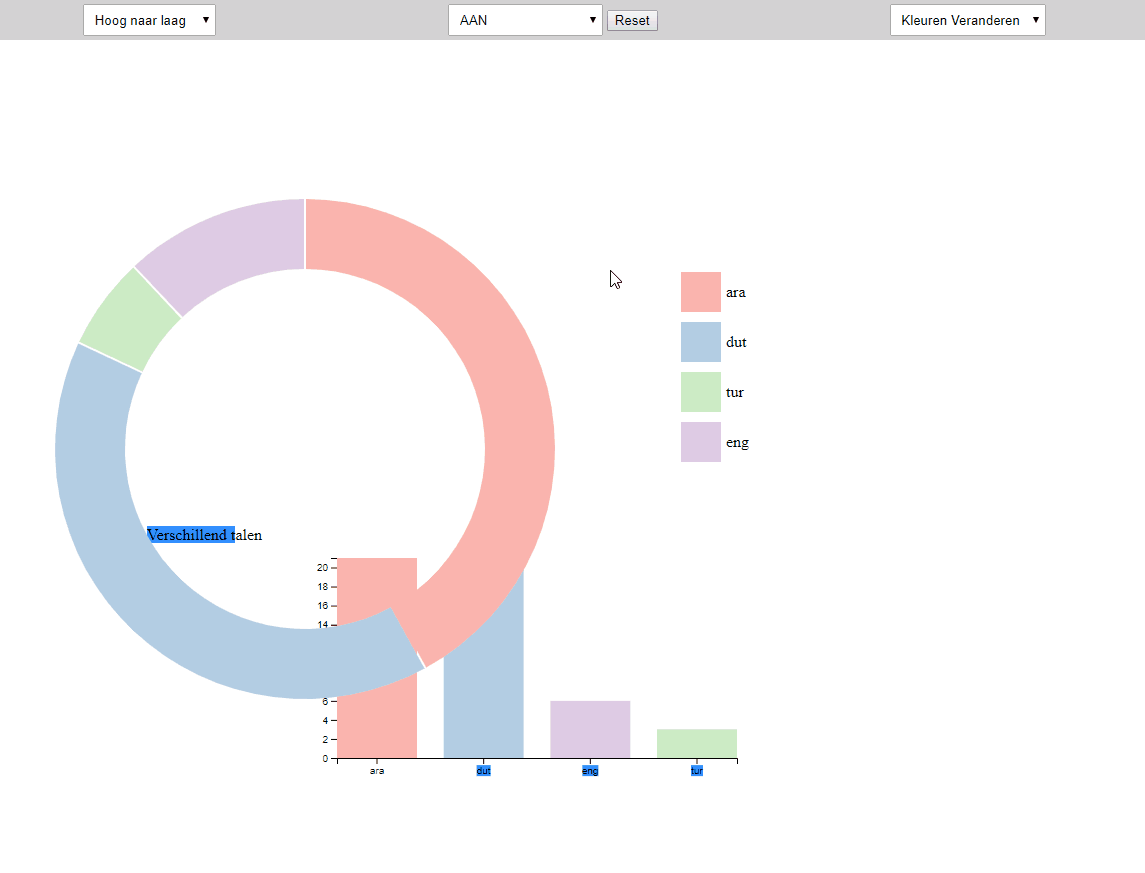 Hoog naar laag
AAN
Reset
Kleuren Veranderen
ara
dut
tur
eng
Verschillend talen
20
18
16
14
6
4
2
0
ara
dut
eng
tur